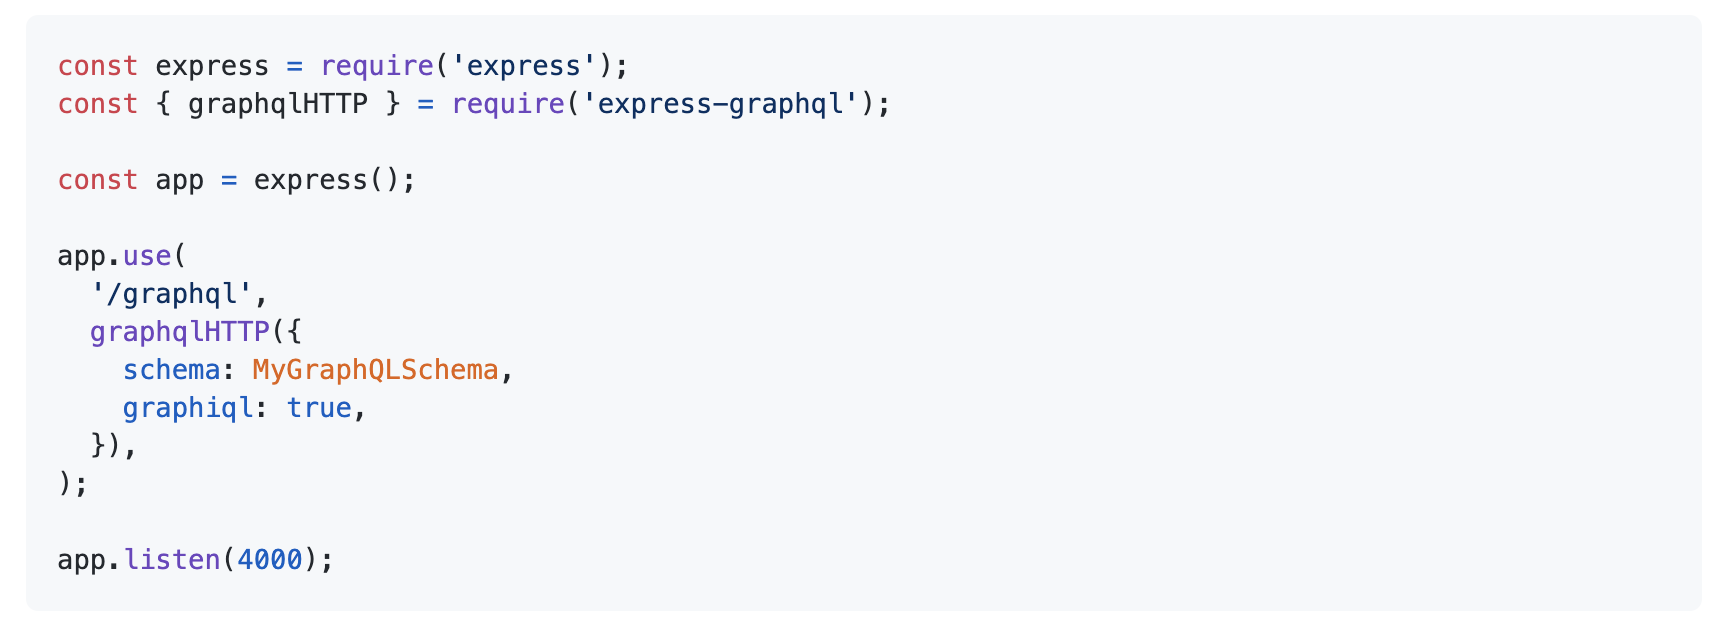 const express = require('express');
const { graphqlHTTP } = require('express-graphql');
const app = express();
app.use(
  '/graphql',
  graphqlHTTP({
    schema: MyGraphQLSchema,
    graphiql: true,
  }),
);
app.listen(4000);